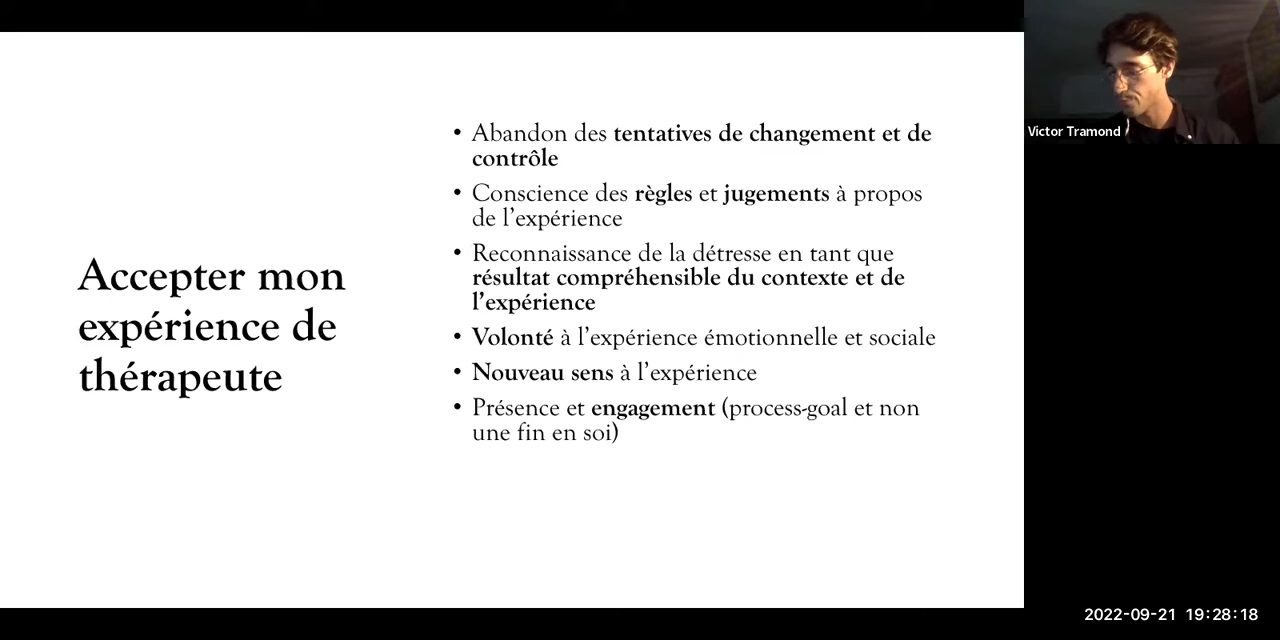 Accepter mon
expérience de
thérapeute
• Abandon des tentatives de changement et de
contrôle
• Conscience des règles et jugements à propos
de l’expérience
• Reconnaissance de la détresse en tant que
résultat compréhensible du contexte et de
l’expérience
• Volonté à l’expérience émotionnelle et sociale
• Nouveau sens à l’expérience
• Présence et engagement (process-goal et non
une fin en soi)
Victor Tramond
2022-09-21 19:28:18